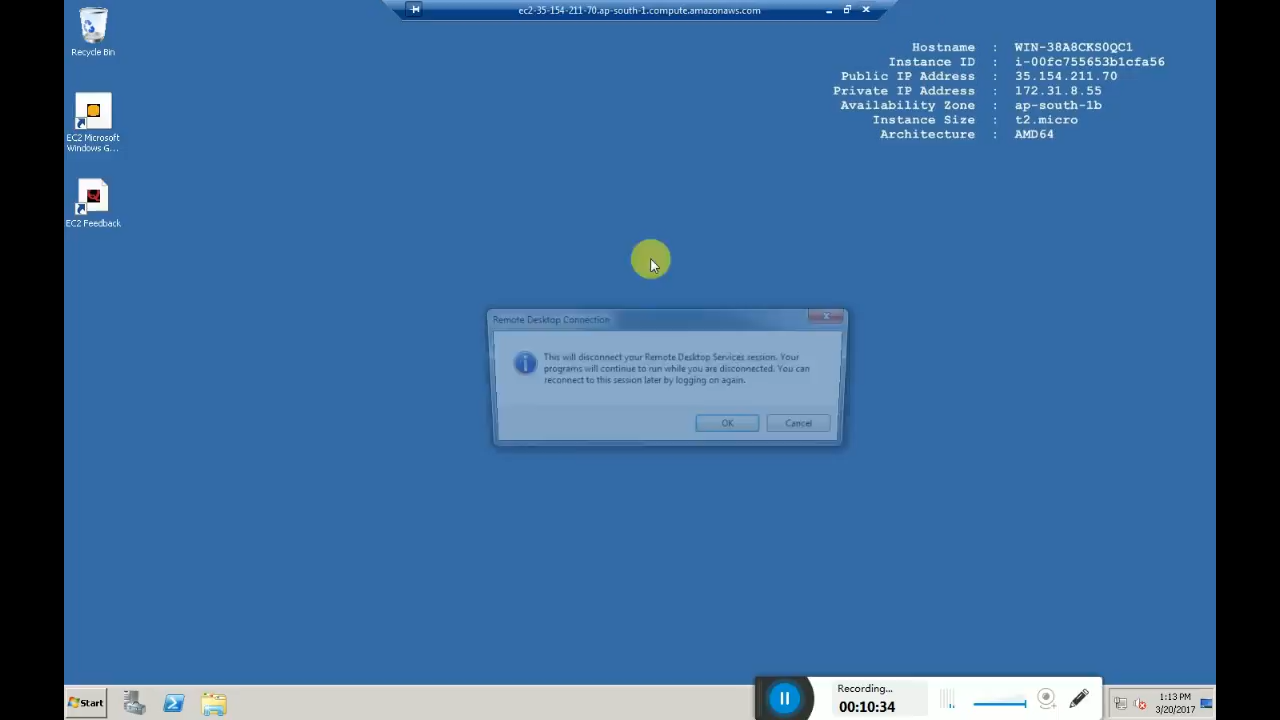 ec2-35-154-211-70.ap-south-1.compute.amazonaws.com
Recycle Bin
EC2 Microsoft
Windows G...
EC2 Feedback
Hostname : WIN-38A8CKS0QC1
Instance ID : i-00fc755653b1cfa56
Public IP Address : 35.154.211.70
Private IP Address : 172.31.8.55
Availability Zone : ap-south-1b
Instance Size : t2.micro
Architecture : AMD64
Remote Desktop Connection
This will disconnect your Remote Desktop Services session. Your
programs will continue to run while you are disconnected. You can
reconnect to this session later by logging on again.
OK
Cancel
Start
Recording...
00:10:34
1:13 PM
3/20/2017